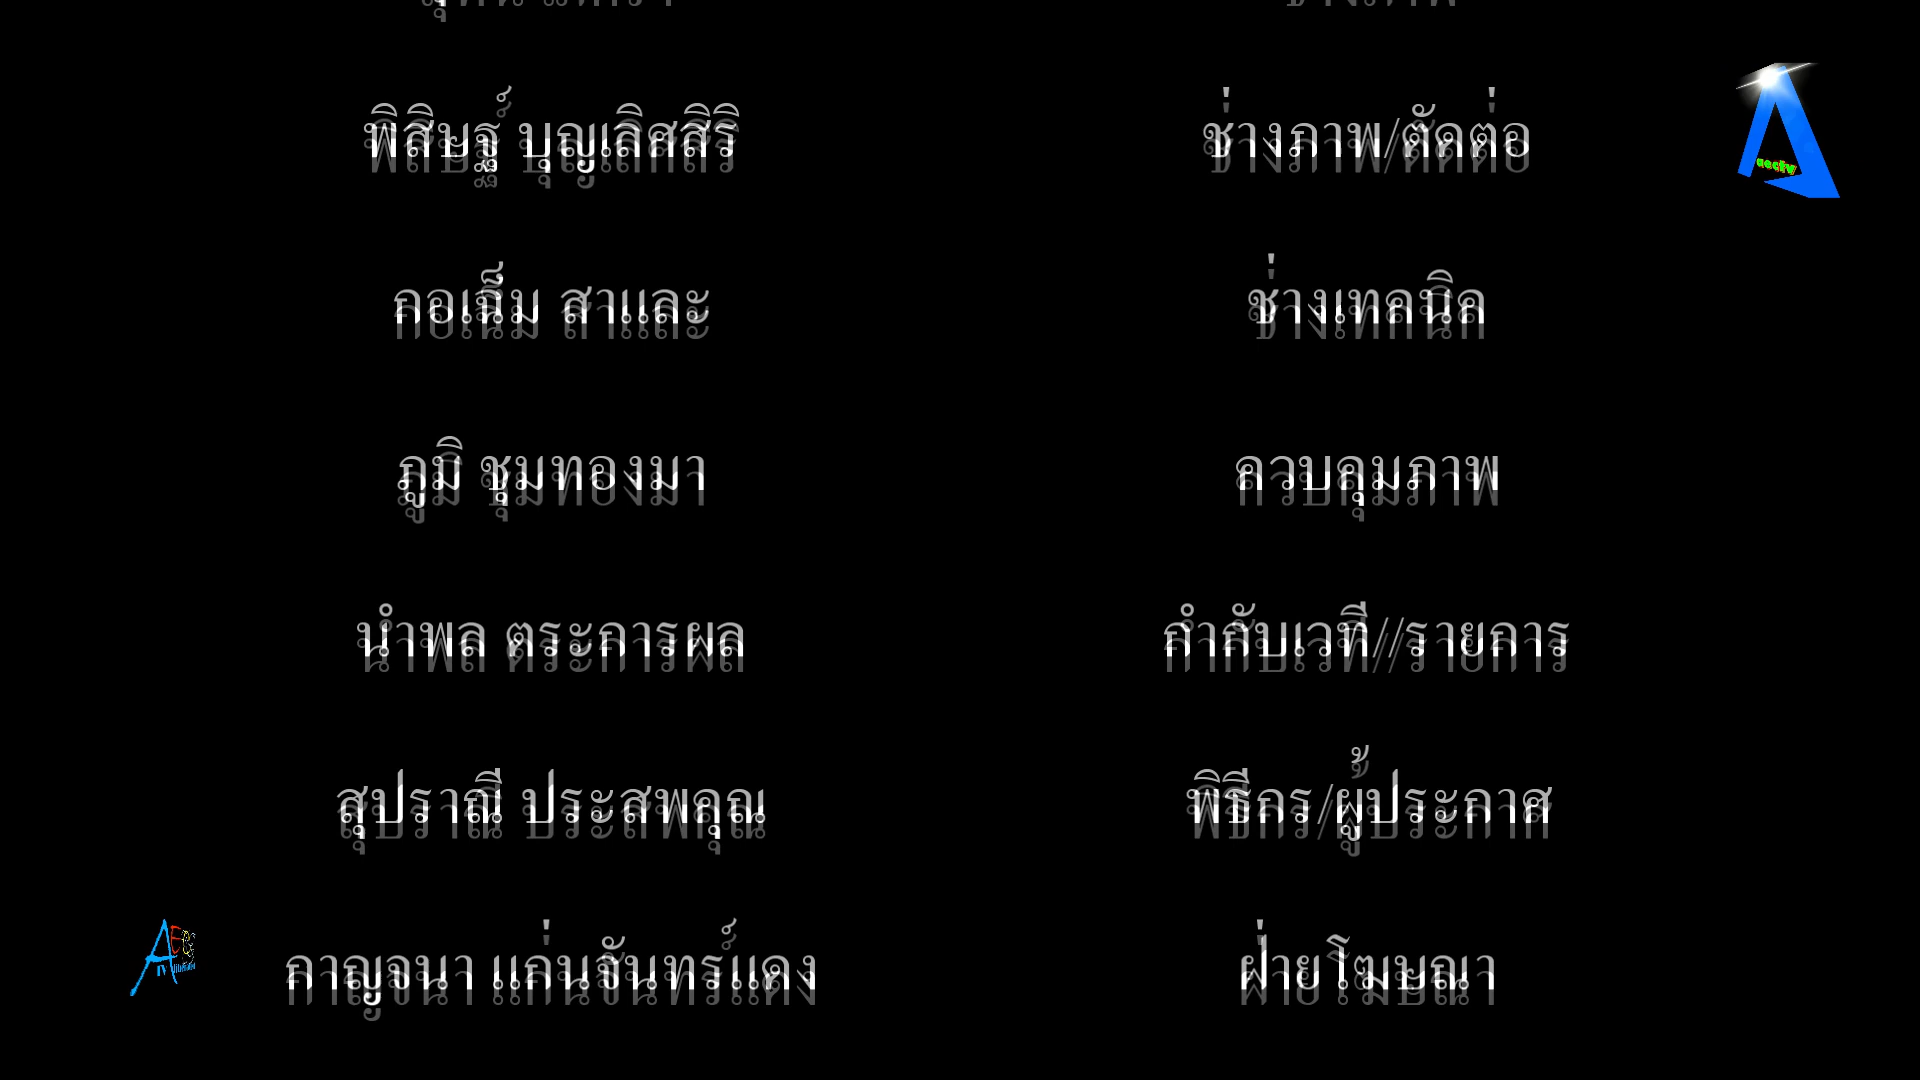 พิสิษฐ์ บุญเลิศสิริ ช่างภาพ/ตัดต่อ
aectv
กอเฉ็ม สาและ ช่างเทคนิค
ภูมิ ชุมทองมา ควบคุมภาพ
นำพล ตระการผล กำกับเวที//รายการ
สุปราณี ประสพคุณ พิธีกร/ผู้ประกาศ
กาญจนา แก่นจันทร์แดง ฝ่ายโฆษณา